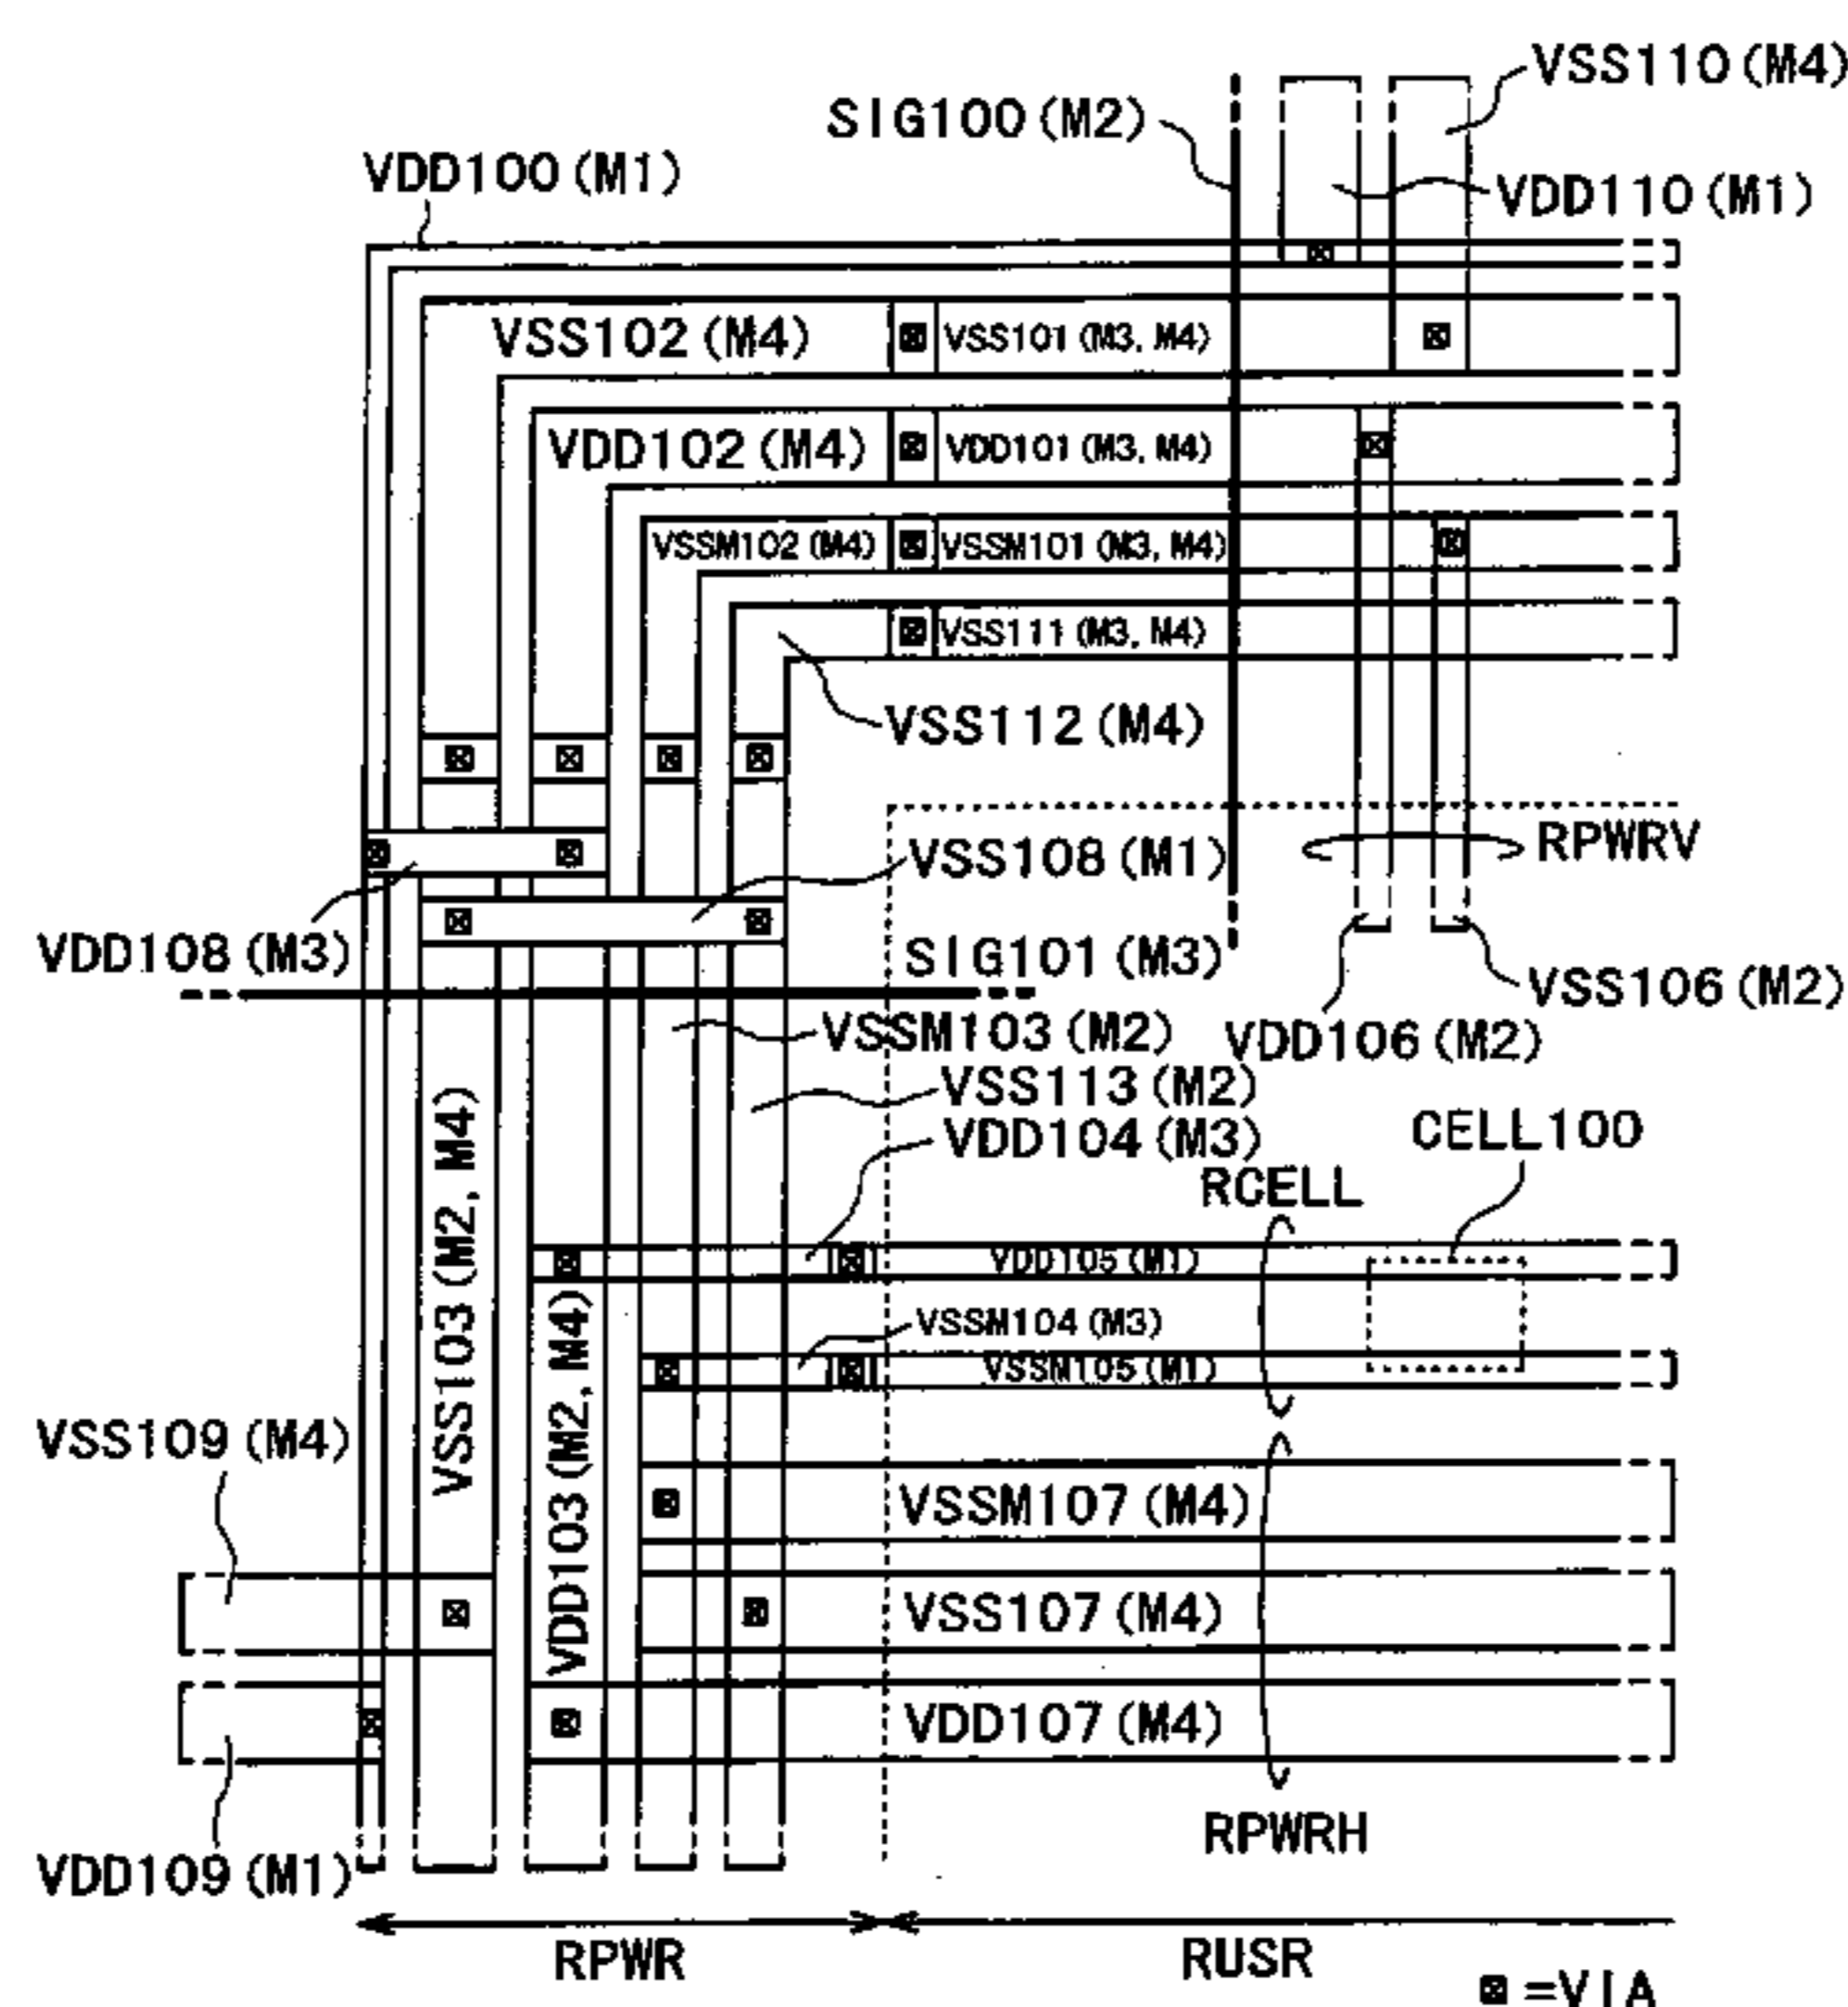 VSS110 (M4)
SIG100 (M2)
VDD100 (M1)
VDD110 (M1)
VSS102 (M4)
VSS101 (M3, M4)
VDD102 (M4)
VDD101 (M3, M4)
VSSM102 (M4)
VSSM101 (M3, M4)
VSS111 (M3, M4)
VSS112 (M4)
RPWRV
VSS108 (M1)
VDD108 (M3)
SIG101 (M3)
VSS106 (M2)
VSSM103 (M2)
VDD106 (M2)
VSS113 (M2)
VDD104 (M3)
CELL100
RCELL
VSS103 (M2, M4)
VDD105 (M1)
VDD103 (M2, M4)
VSSM104 (M3)
VSSM105 (M1)
VSS109 (M4)
VSSM107 (M4)
VSS107 (M4)
VDD107 (M4)
RPWRH
VDD109 (M1)
RPWR
RUSR
=VIA